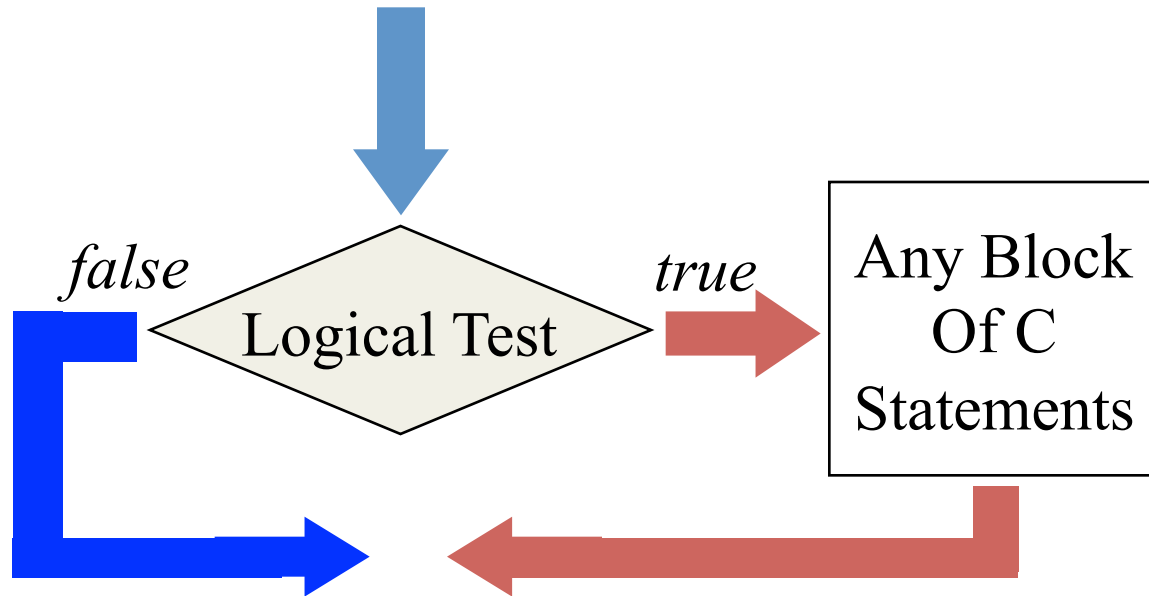 false
true
Logical Test
Any Block
Of C
Statements